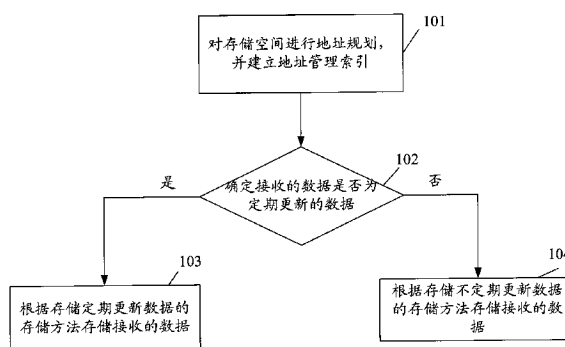 101
对存储空间进行地址规划，
并建立地址管理索引
102
确定接收的数据是否为
定期更新的数据
是
否
103
根据存储定期更新数据的
存储方法存储接收的数据
104
根据存储不定期更新数据
的存储方法存储接收的数
据